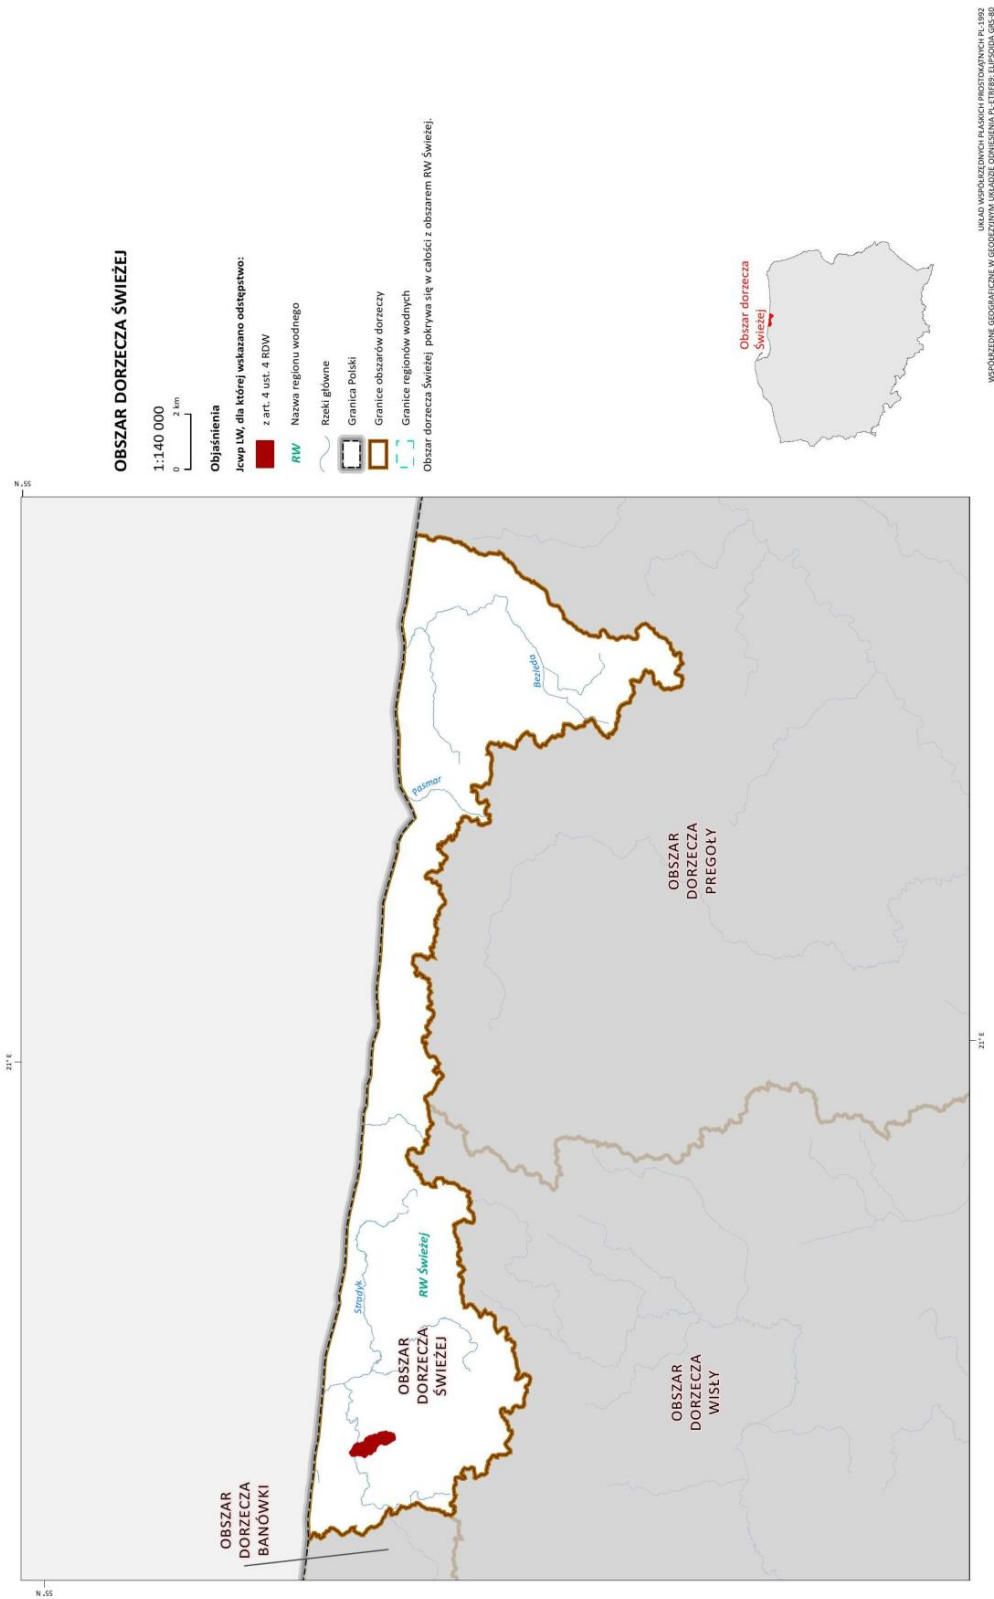 OBSZAR DORZECZA ŚWIEŻEJ
1:140 000
0 2 km
Objaśnienia
Jcwp LW, dla której wskazano odstępstwo:
z art. 4 ust. 4 RDW
RW Nazwa regionu wodnego
Rzeki główne
Granica Polski
Granice obszarów dorzeczy
Granice regionów wodnych
Obszar dorzecza Świeżej pokrywa się w całości z obszarem RW Świeżej.
N .55
21° E
N .55
OBSZAR
DORZECZA
BANÓWKI
OBSZAR
DORZECZA
ŚWIEŻEJ
Stradyk
RW Świeżej
Pasmar
Bezleda
OBSZAR
DORZECZA
WISŁY
OBSZAR
DORZECZA
PREGOŁY
21° E
Obszar dorzecza
Świeżej
UKŁAD WSPÓŁRZĘDNYCH PŁASKICH PROSTOKĄTNYCH PL-1992
WSPÓŁRZĘDNE GEOGRAFICZNE W GEODEZYJNYM UKŁADZIE ODNIESIENIA PL-ETRF89; ELIPSOIDA GRS-80